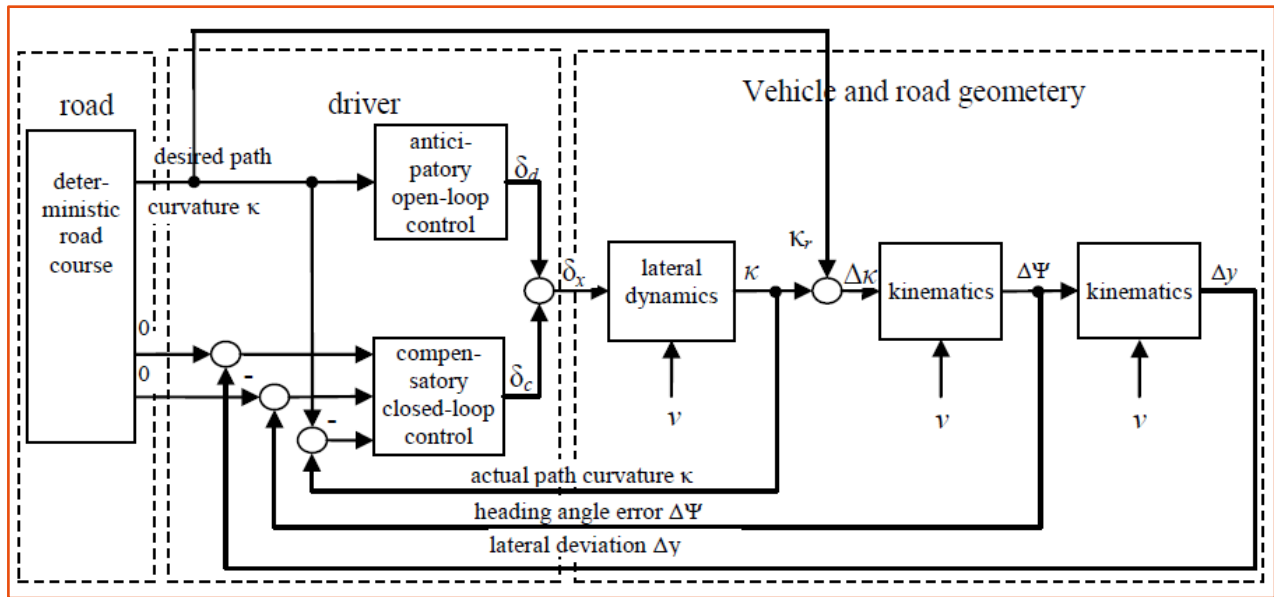 road
deter-
ministic
road
course
desired path
curvature κ
0
0
driver
antici-
patory
open-loop
control
δd
compen-
satory
closed-loop
control
δc
-
-
-
δx
Vehicle and road geometery
lateral
dynamics
v
κ
κr
Δκ
kinematics
v
ΔΨ
kinematics
v
Δy
actual path curvature κ
heading angle error ΔΨ
lateral deviation Δy